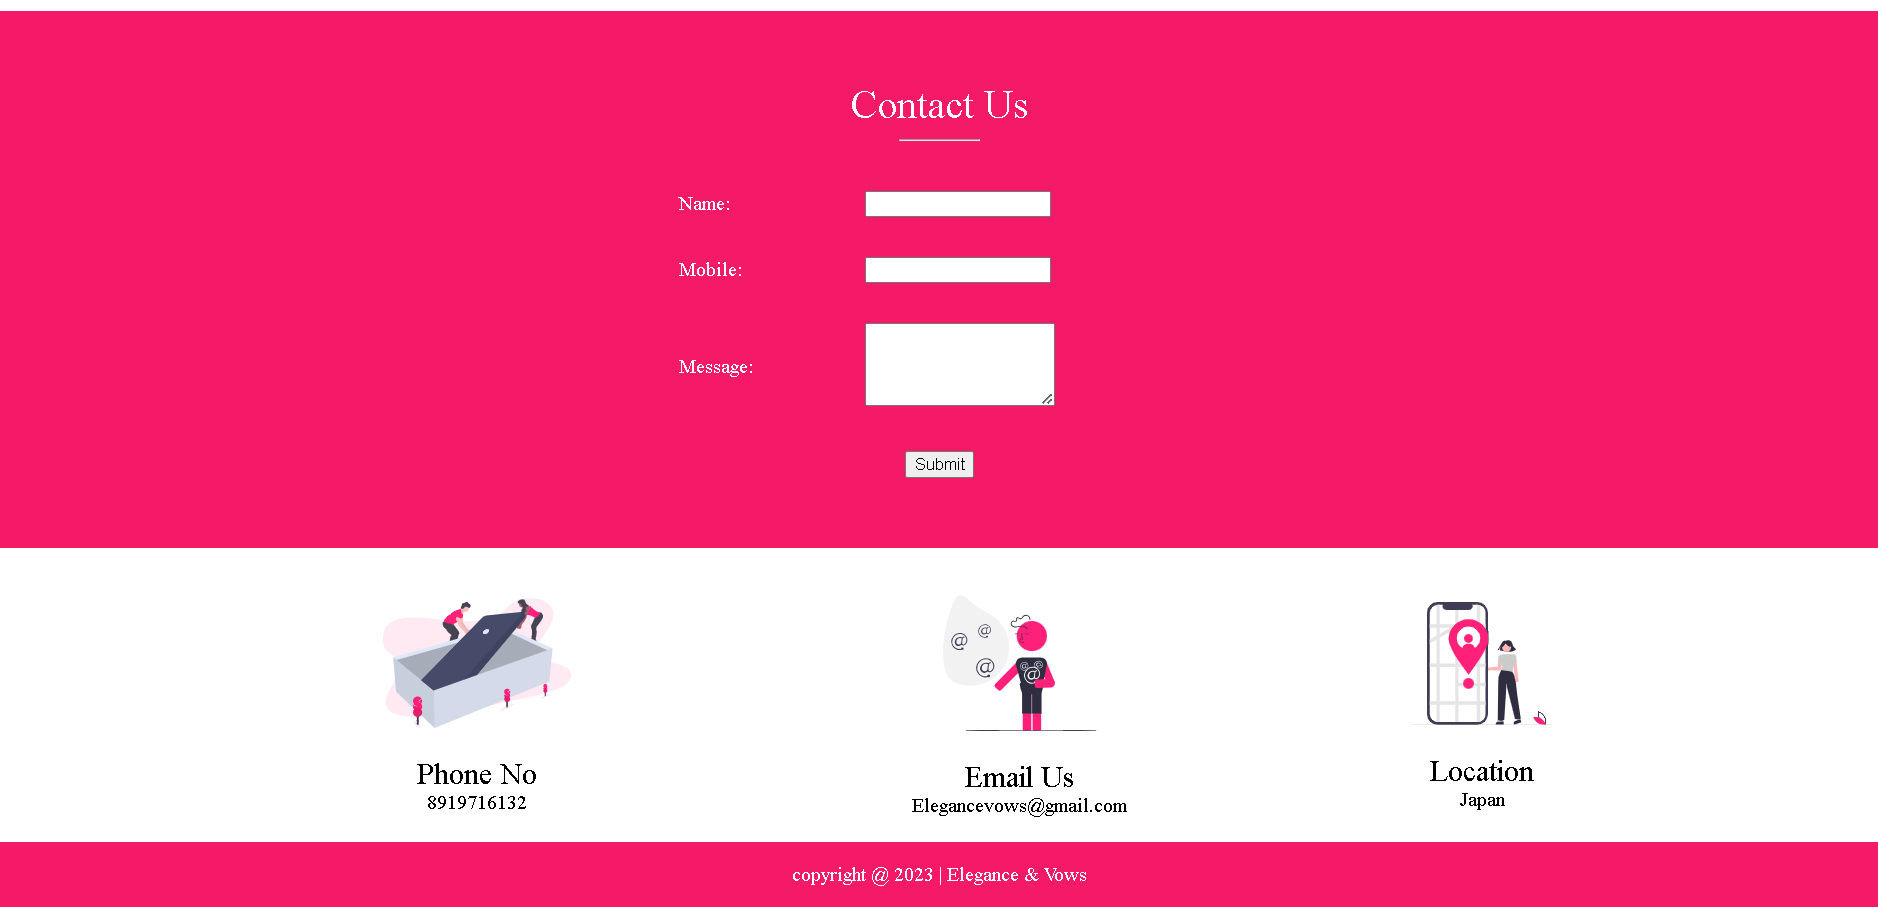 Contact Us
Name:
Mobile:
Message:
Submit
@ @
@
@ @
@
Phone No
8919716132
Email Us
Elegancevows@gmail.com
Location
Japan
copyright @ 2023 | Elegance & Vows